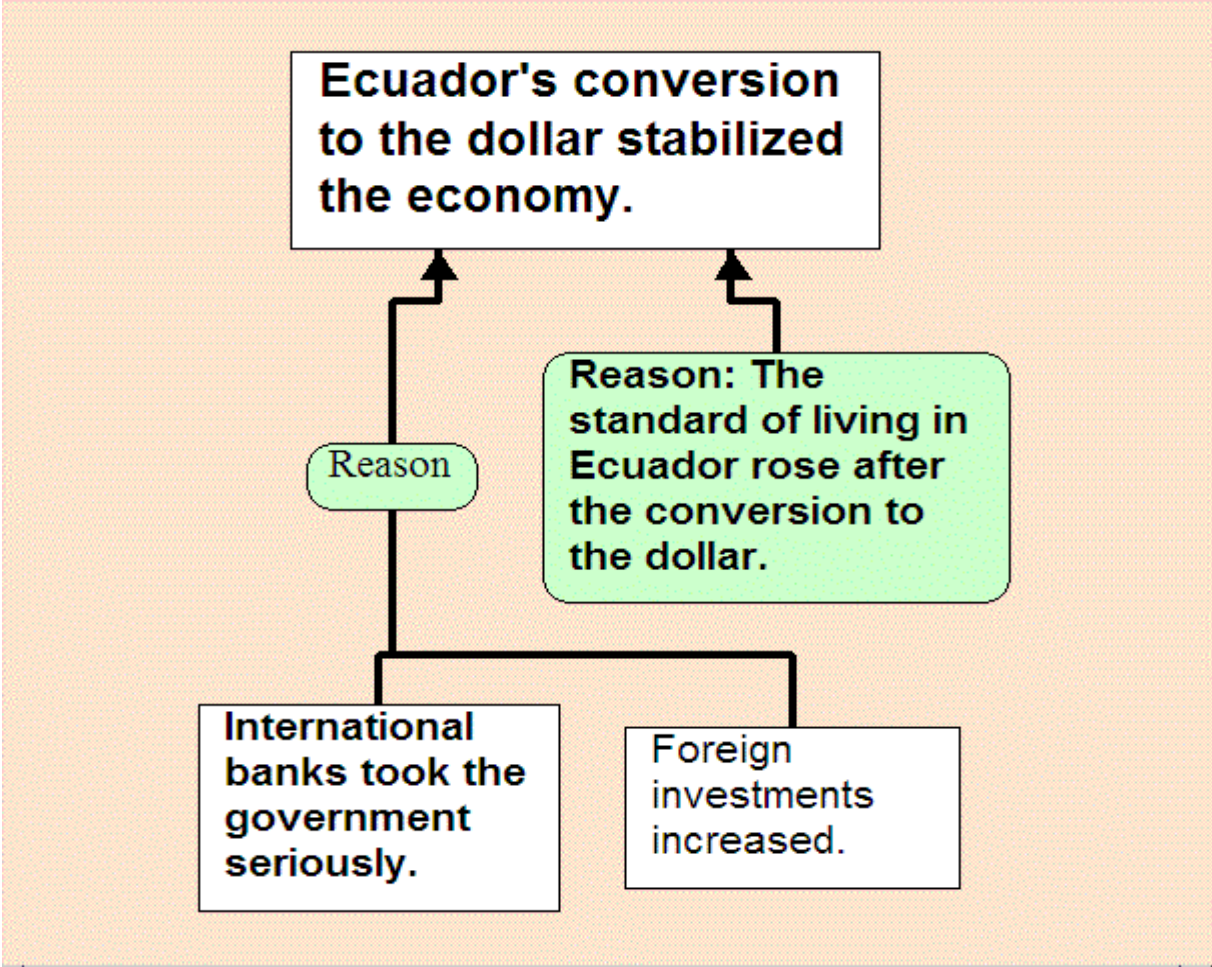 Ecuador's conversion
to the dollar stabilized
the economy.
Reason: The
standard of living in
Ecuador rose after
the conversion to
the dollar.
Reason
International
banks took the
government
seriously.
Foreign
investments
increased.